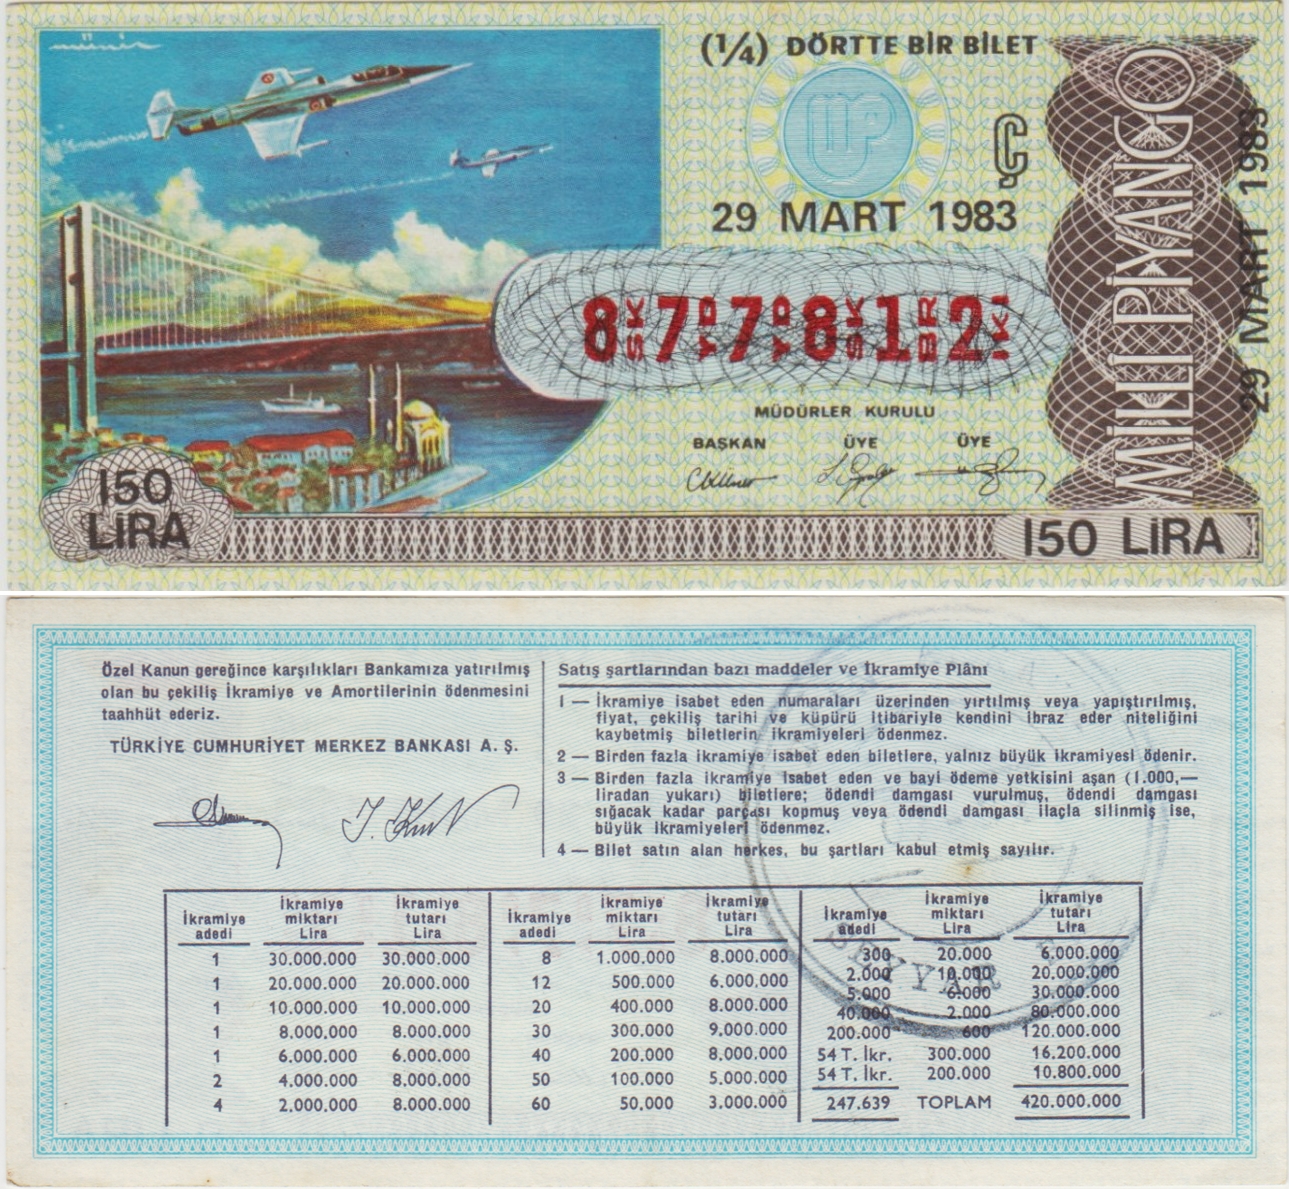 münir
(1/4) DÖRTTE BİR BİLET
Ç
29 MART 1983
MİLLİ PİYANGO
29 MART 1983
8 SK 7 YD 7 YD 8 SK 1 BR 2 İKİ
MÜDÜRLER KURULU
BAŞKAN ÜYE ÜYE
150 LİRA
150 LİRA
Özel Kanun gereğince karşılıkları Bankamıza yatırılmış
olan bu çekiliş İkramiye ve Amortilerinin ödenmesini
taahhüt ederiz.
TÜRKİYE CUMHURİYET MERKEZ BANKASI A. Ş.
Satış şartlarından bazı maddeler ve İkramiye Plânı
1 — İkramiye isabet eden numaraları üzerinden yırtılmış veya yapıştırılmış,
fiyat, çekiliş tarihi ve küpürü itibariyle kendini ibraz eder niteliğini
kaybetmiş biletlerin ikramiyeleri ödenmez.
2 — Birden fazla ikramiye isabet eden biletlere, yalnız büyük ikramiyesi ödenir.
3 — Birden fazla ikramiye isabet eden ve bayi ödeme yetkisini aşan (1.000,—
liradan yukarı) biletlere; ödendi damgası vurulmuş, ödendi damgası
sığacak kadar parçası kopmuş veya ödendi damgası ilaçla silinmiş ise,
büyük ikramiyeleri ödenmez.
4 — Bilet satın alan herkes, bu şartları kabul etmiş sayılır.
İkramiye adedi İkramiye miktarı Lira İkramiye tutarı Lira
1 30.000.000 30.000.000
1 20.000.000 20.000.000
1 10.000.000 10.000.000
1 8.000.000 8.000.000
1 6.000.000 6.000.000
2 4.000.000 8.000.000
4 2.000.000 8.000.000
İkramiye adedi İkramiye miktarı Lira İkramiye tutarı Lira
8 1.000.000 8.000.000
12 500.000 6.000.000
20 400.000 8.000.000
30 300.000 9.000.000
40 200.000 8.000.000
50 100.000 5.000.000
60 50.000 3.000.000
İkramiye adedi İkramiye miktarı Lira İkramiye tutarı Lira
300 20.000 6.000.000
2.000 10.000 20.000.000
5.000 6.000 30.000.000
40.000 2.000 80.000.000
200.000 600 120.000.000
54 T. İkr. 300.000 16.200.000
54 T. İkr. 200.000 10.800.000
247.639 TOPLAM 420.000.000
SEYYAR